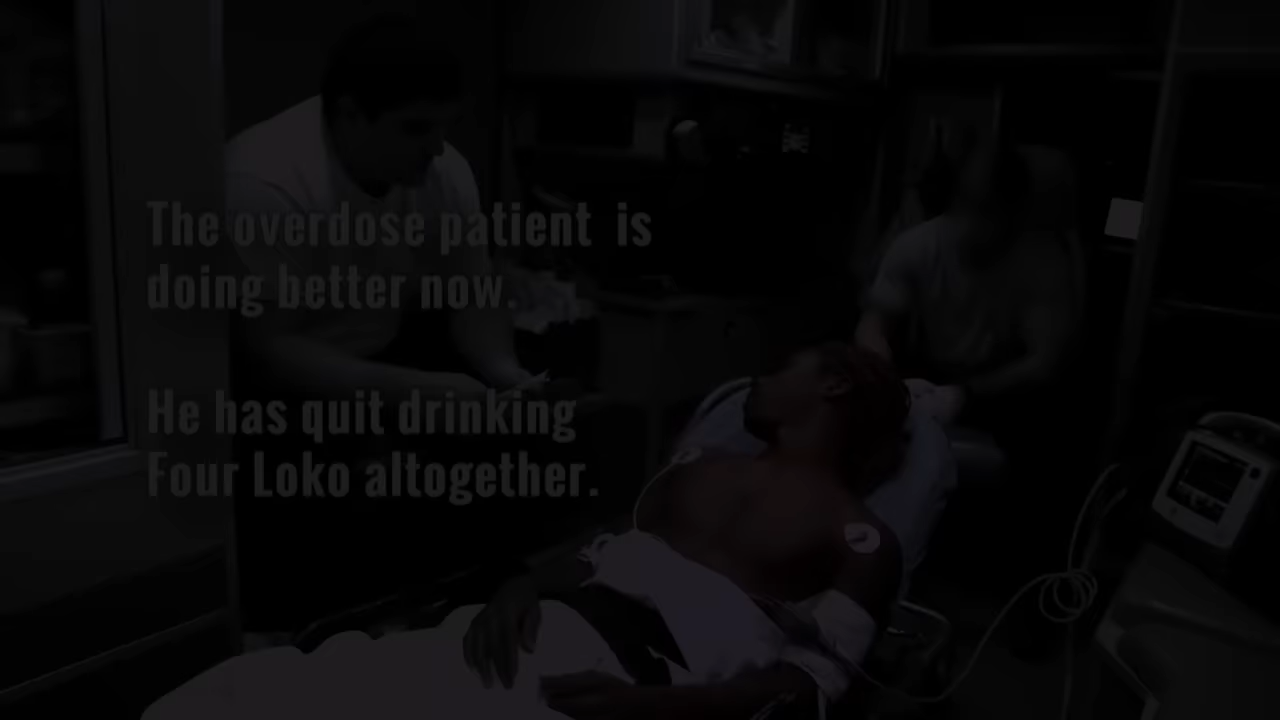 The overdose patient is
doing better now.
He has quit drinking
Four Loko altogether.